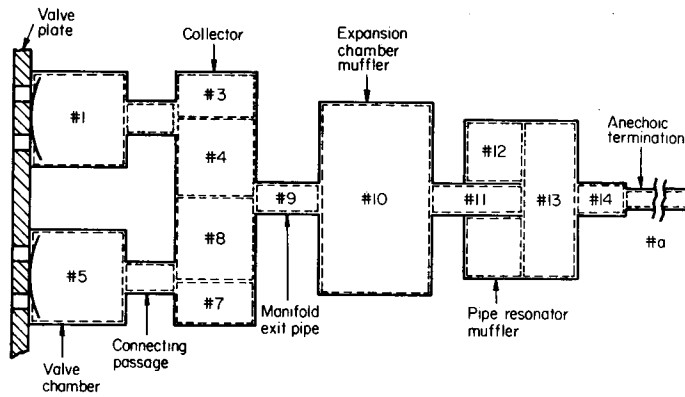 Valve
plate
Collector
Expansion
chamber
muffler
Anechoic
termination
#1
#3
#4
#5
#8
#7
#9
#10
#11
#12
#13
#14
#a
Valve
chamber
Connecting
passage
Manifold
exit pipe
Pipe resonator
muffler